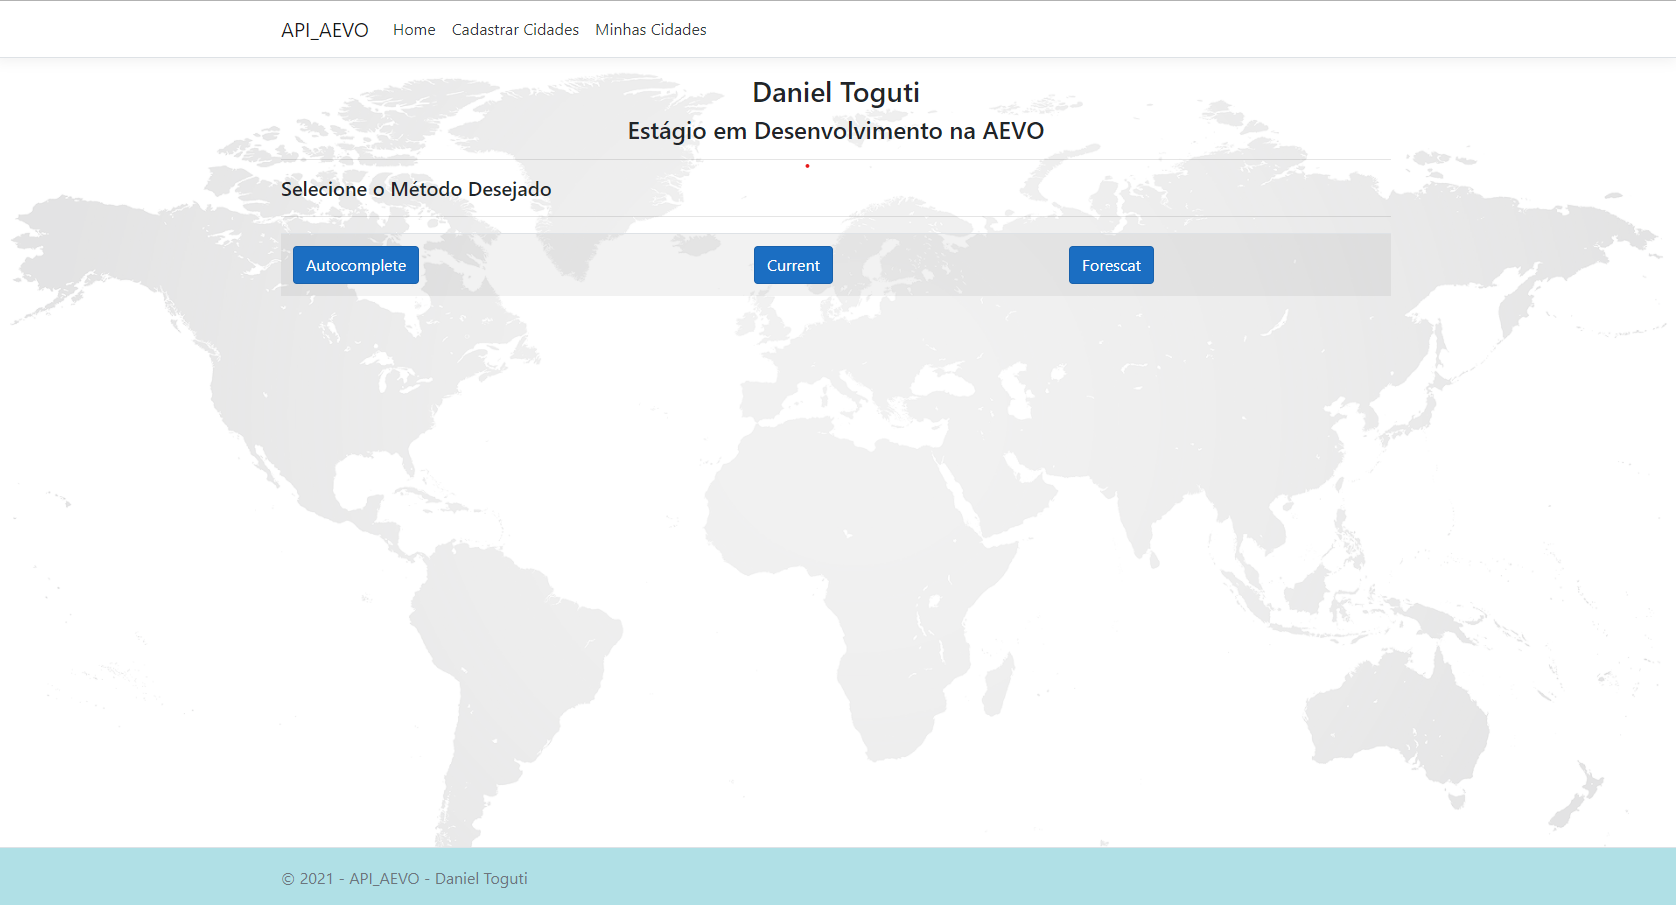 API_AEVO Home Cadastrar Cidades Minhas Cidades
Daniel Toguti
Estágio em Desenvolvimento na AEVO
Selecione o Método Desejado
Autocomplete Current Forescat
© 2021 - API_AEVO - Daniel Toguti